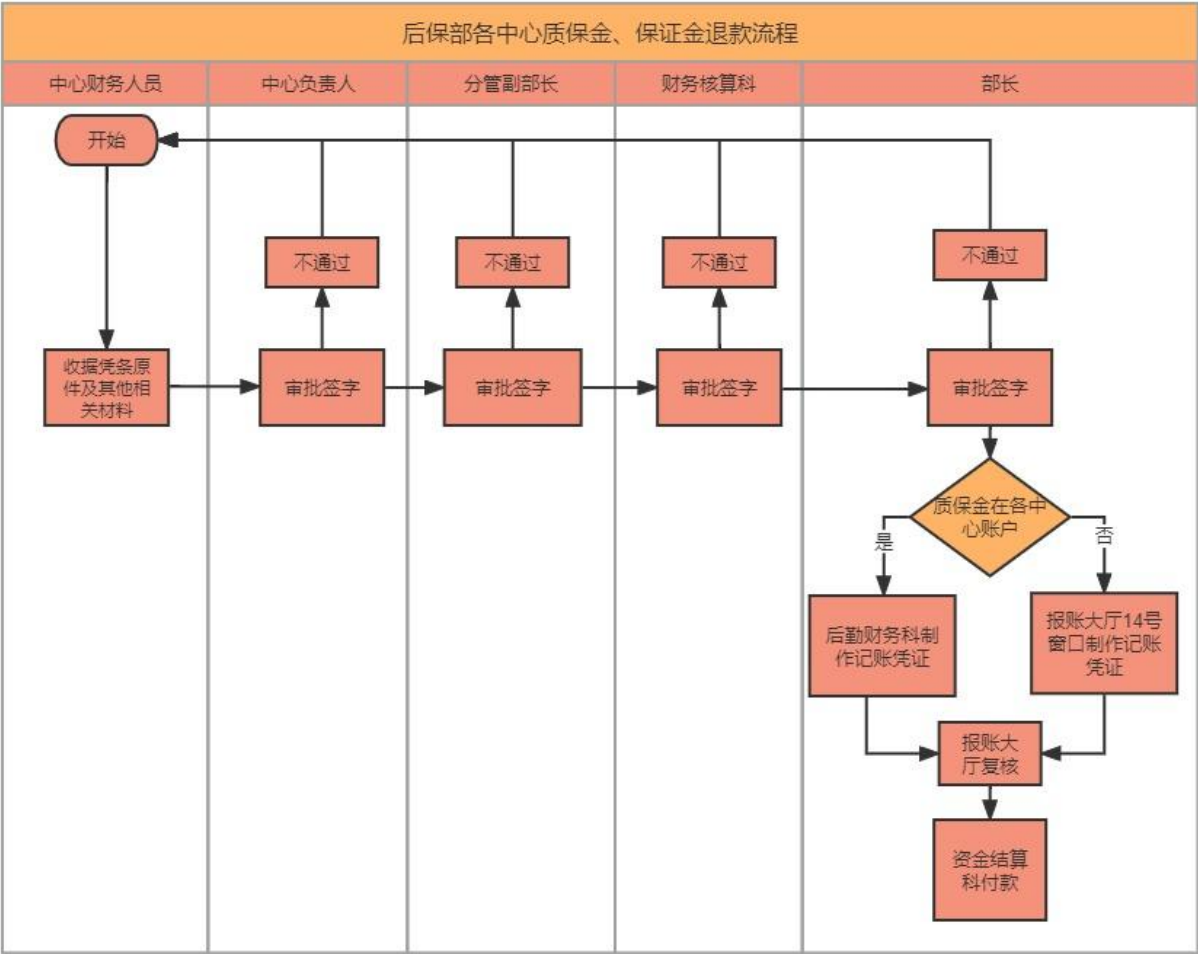 后保部各中心质保金、保证金退款流程
中心财务人员
中心负责人
分管副部长
财务核算科
部长
开始
不通过
不通过
不通过
不通过
收据凭条原
件及其他相
关材料
审批签字
审批签字
审批签字
审批签字
质保金在各中
心账户
是
否
后勤财务科制
作记账凭证
报账大厅14号
窗口制作记账
凭证
报账大
厅复核
资金结算
科付款